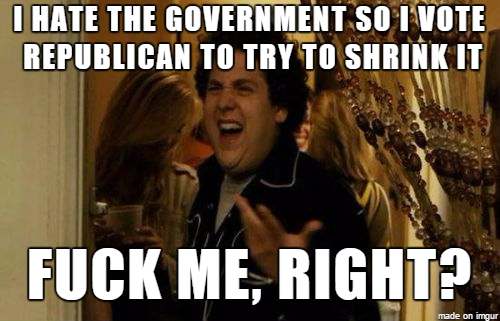 I HATE THE GOVERNMENT SO I VOTE
REPUBLICAN TO TRY TO SHRINK IT
FUCK ME, RIGHT?
made on imgur